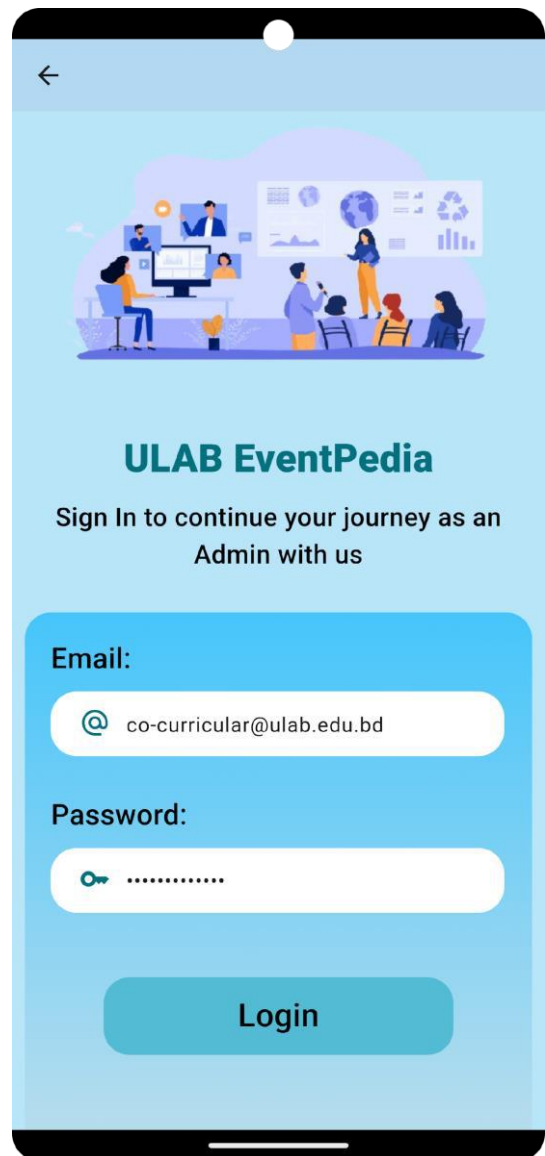 ULAB EventPedia
Sign In to continue your journey as an
Admin with us
Email:
co-curricular@ulab.edu.bd
Password:
•••••••••••••
Login